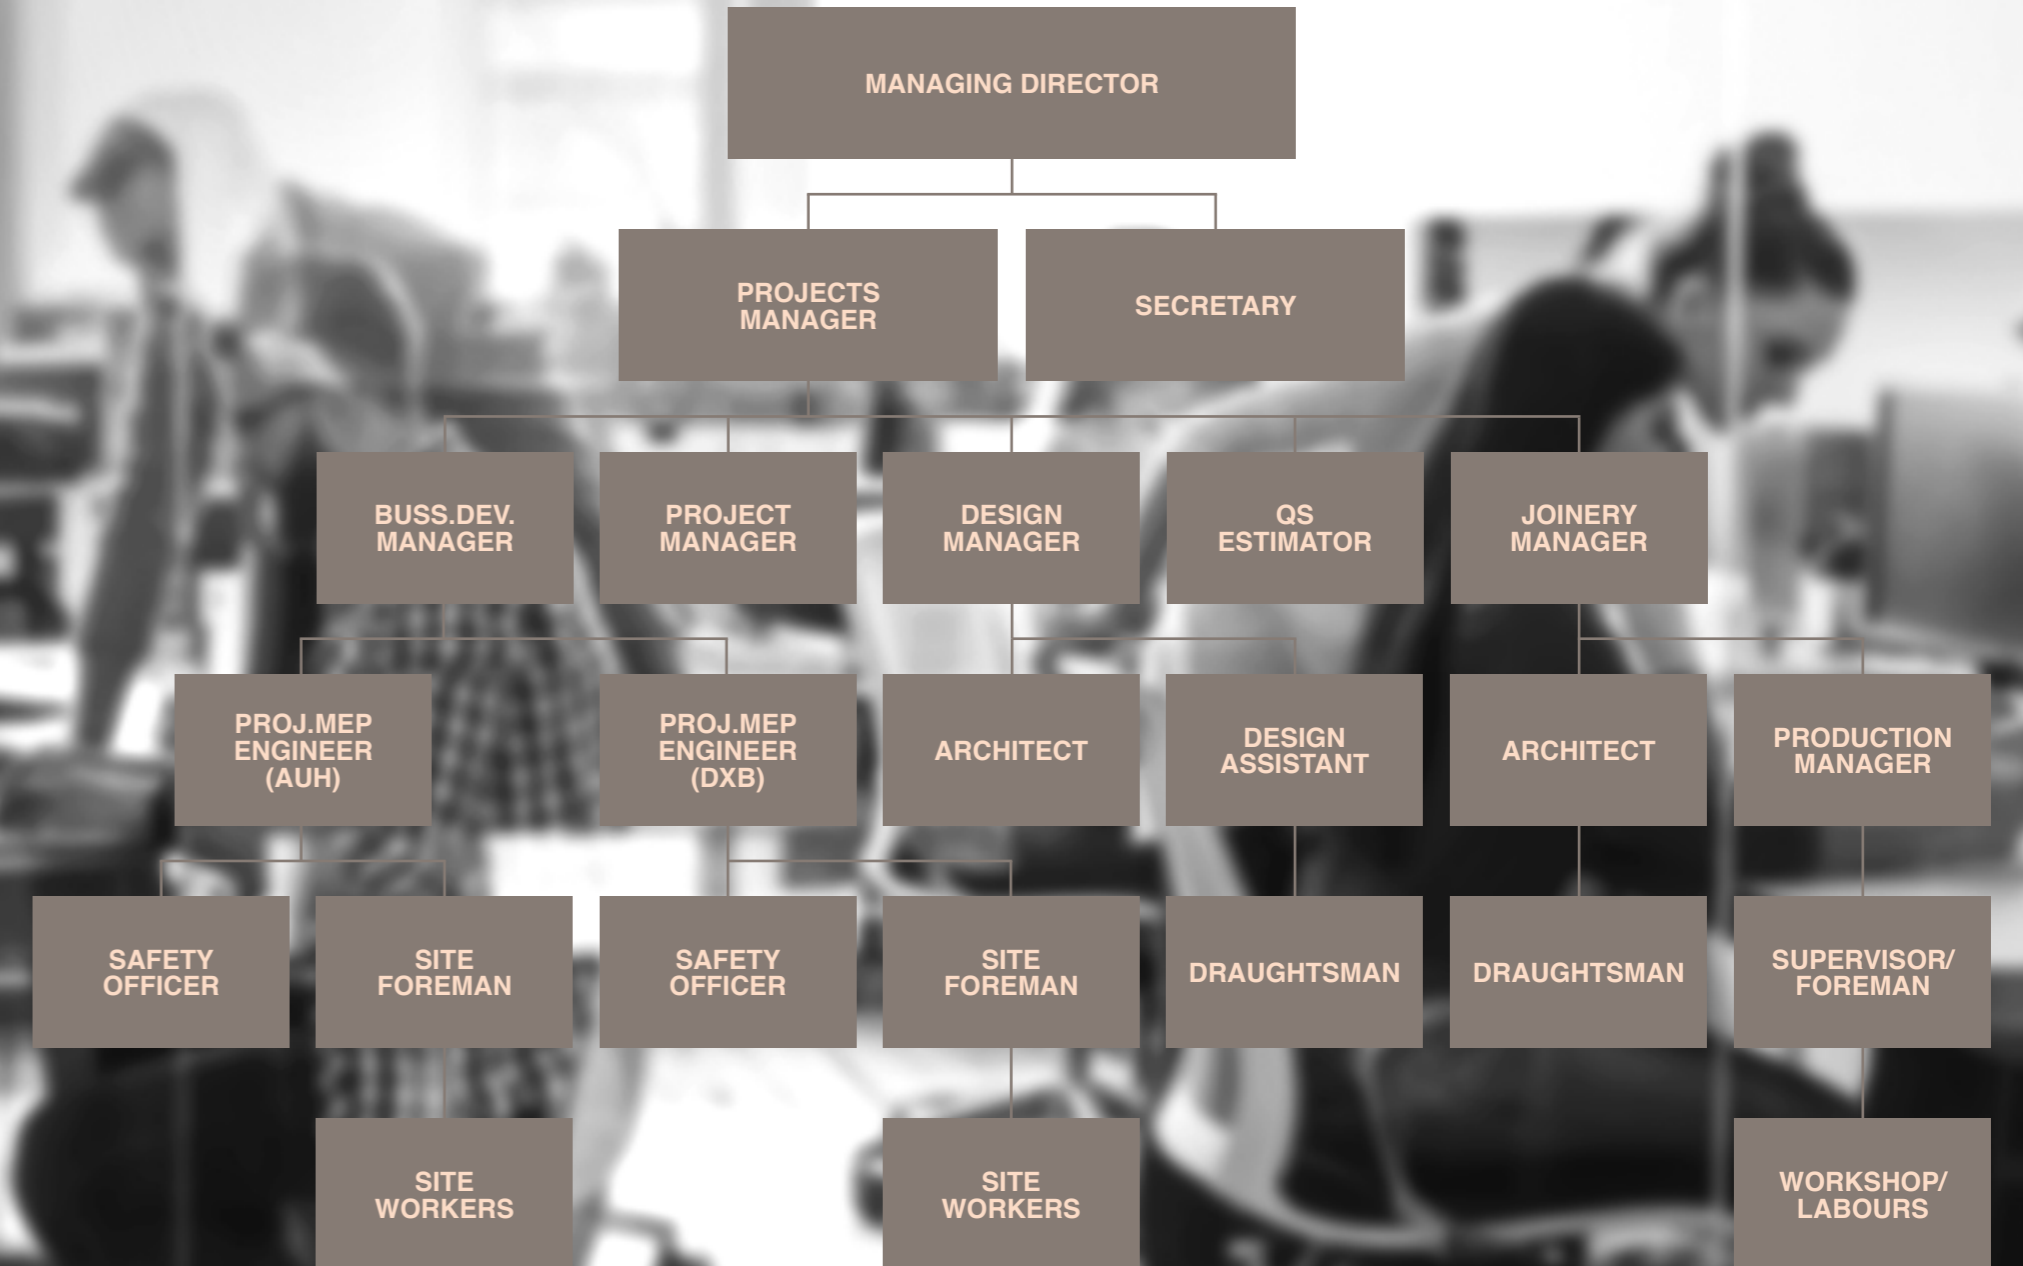 MANAGING DIRECTOR
PROJECTS
MANAGER
SECRETARY
BUSS.DEV.
MANAGER
PROJECT
MANAGER
DESIGN
MANAGER
QS
ESTIMATOR
JOINERY
MANAGER
PROJ.MEP
ENGINEER
(AUH)
PROJ.MEP
ENGINEER
(DXB)
ARCHITECT
DESIGN
ASSISTANT
ARCHITECT
PRODUCTION
MANAGER
SAFETY
OFFICER
SITE
FOREMAN
SAFETY
OFFICER
SITE
FOREMAN
DRAUGHTSMAN
DRAUGHTSMAN
SUPERVISOR/
FOREMAN
SITE
WORKERS
SITE
WORKERS
WORKSHOP/
LABOURS